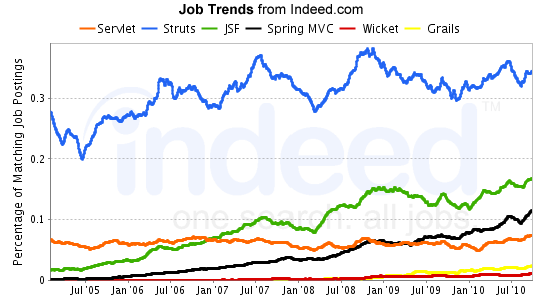 Job Trends from Indeed.com
Servlet Struts JSF Spring MVC Wicket Grails
Percentage of Matching Job Postings
0.3
0.2
0.1
0
indeed™
one search. all jobs.
Jul'05 Jan'06 Jul'06 Jan'07 Jul'07 Jan'08 Jul'08 Jan'09 Jul'09 Jan'10 Jul'10